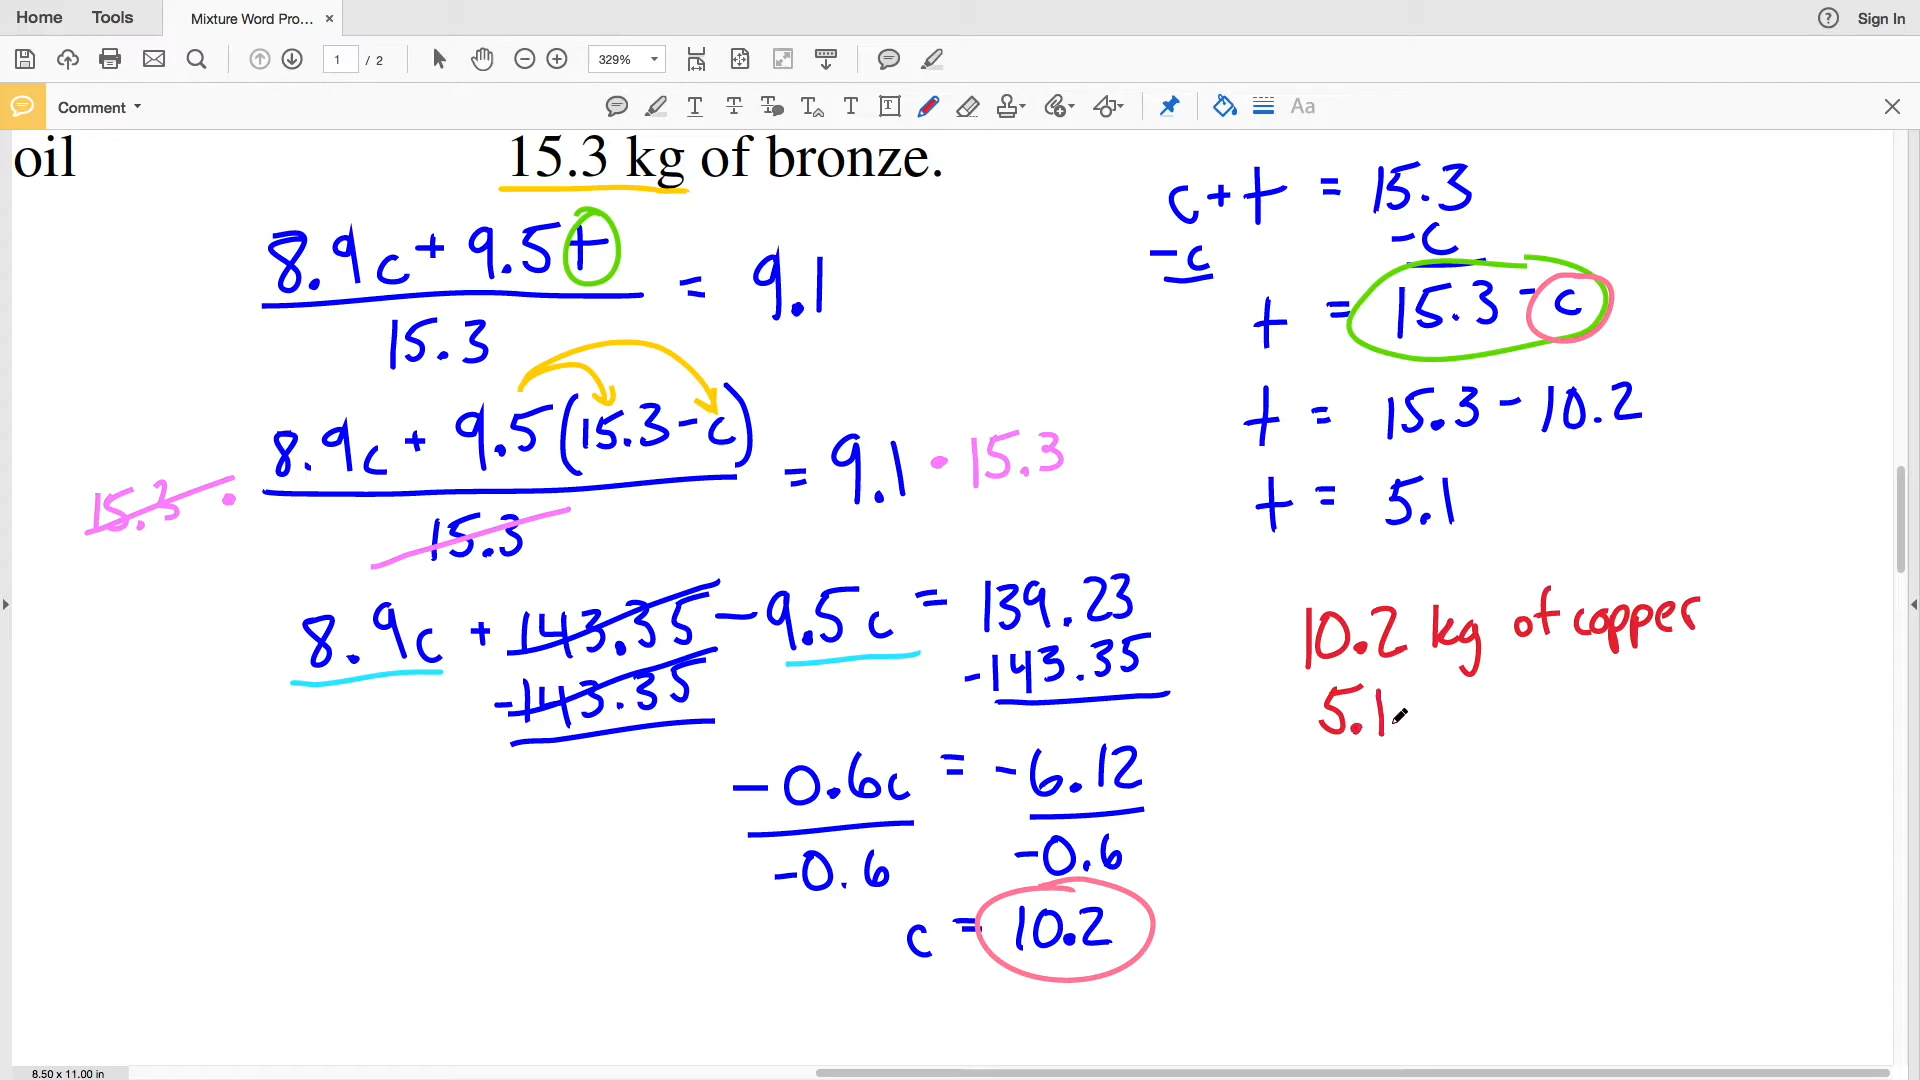 Home Tools Mixture Word Pro... × ? Sign In
1 / 2 329%
Comment Aa
oil 15.3 kg of bronze.
8.9c + 9.5t = 9.1
15.3
8.9c + 9.5(15.3 - c) = 9.1 • 15.3
15.3 •
15.3
8.9c + 143.35 - 9.5c = 139.23
-143.35 -143.35
-0.6c = -6.12
-0.6 -0.6
c = 10.2
c + t = 15.3
-c -c
t = 15.3 - c
t = 15.3 - 10.2
t = 5.1
10.2 kg of copper
5.1
8.50 x 11.00 in